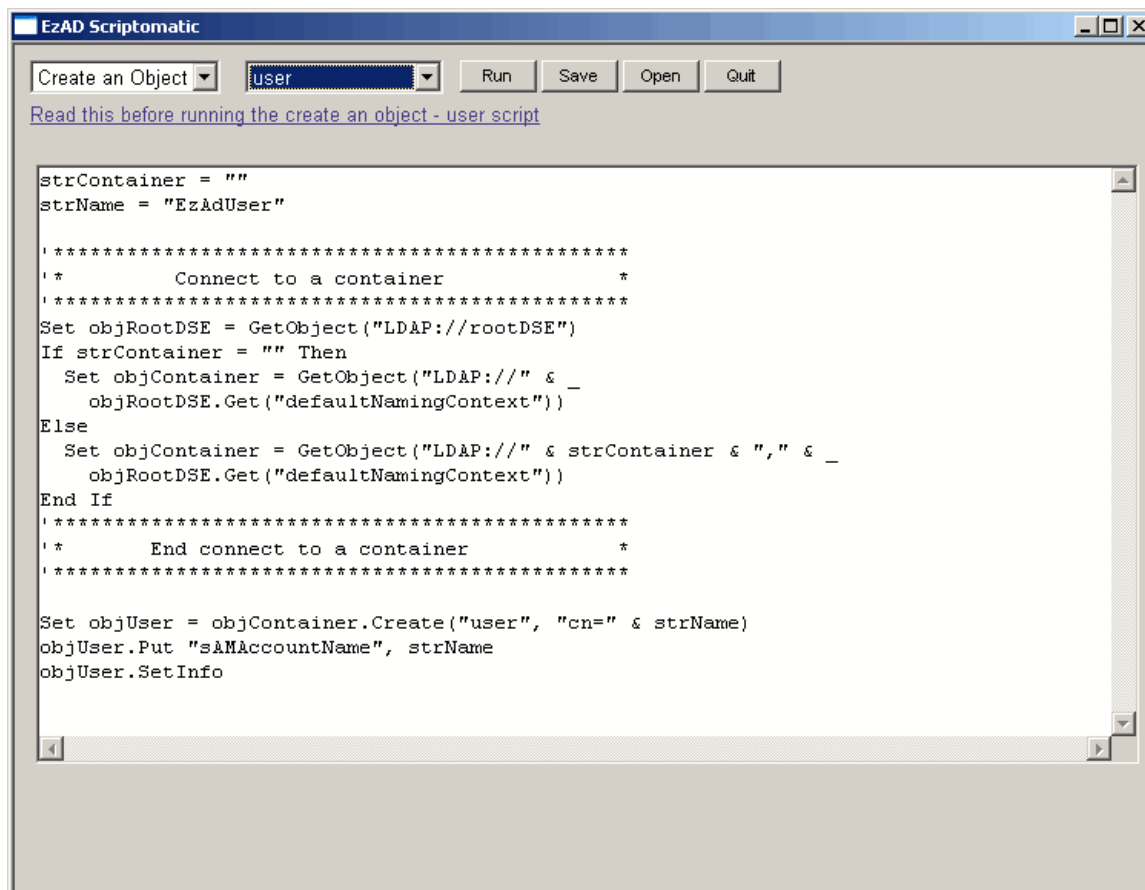 EzAD Scriptomatic
Create an Object user Run Save Open Quit
Read this before running the create an object - user script
strContainer = ""
strName = "EzAdUser"
'***********************************************
'*          Connect to a container              *
'***********************************************
Set objRootDSE = GetObject("LDAP://rootDSE")
If strContainer = "" Then
  Set objContainer = GetObject("LDAP://" & _
    objRootDSE.Get("defaultNamingContext"))
Else
  Set objContainer = GetObject("LDAP://" & strContainer & "," & _
    objRootDSE.Get("defaultNamingContext"))
End If
'***********************************************
'*        End connect to a container            *
'***********************************************
Set objUser = objContainer.Create("user", "cn=" & strName)
objUser.Put "sAMAccountName", strName
objUser.SetInfo